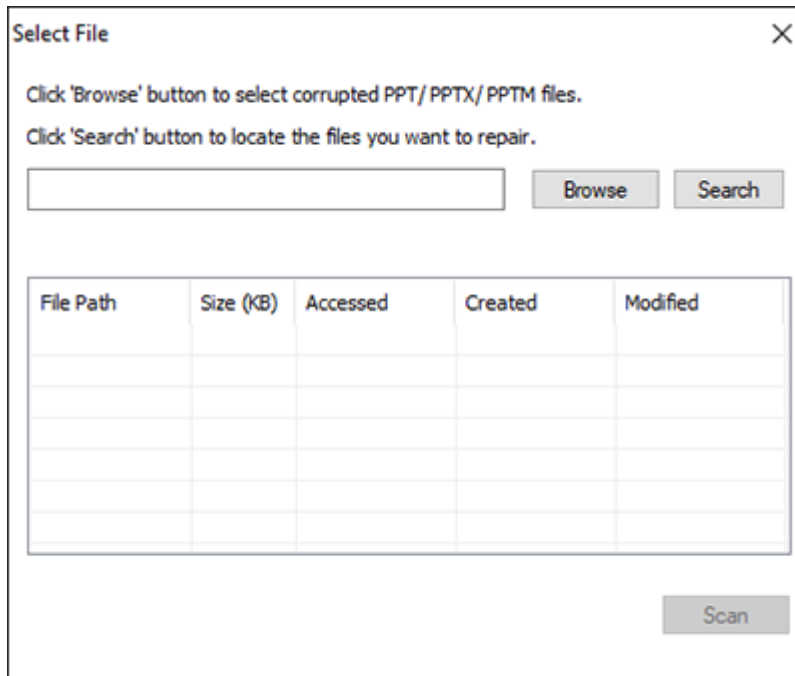 Select File
Click 'Browse' button to select corrupted PPT/ PPTX/ PPTM files.
Click 'Search' button to locate the files you want to repair.
Browse Search
File Path Size (KB) Accessed Created Modified
Scan